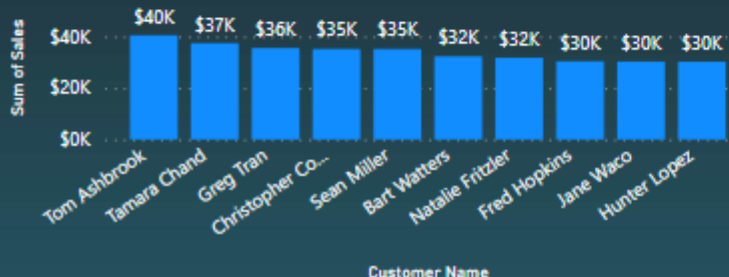 Sum of Sales
$40K
$20K
$0K
$40K
$37K
$36K
$35K
$35K
$32K
$32K
$30K
$30K
$30K
Tom Ashbrook
Tamara Chand
Greg Tran
Christopher Co...
Sean Miller
Bart Watters
Natalie Fritzler
Fred Hopkins
Jane Waco
Hunter Lopez
Customer Name